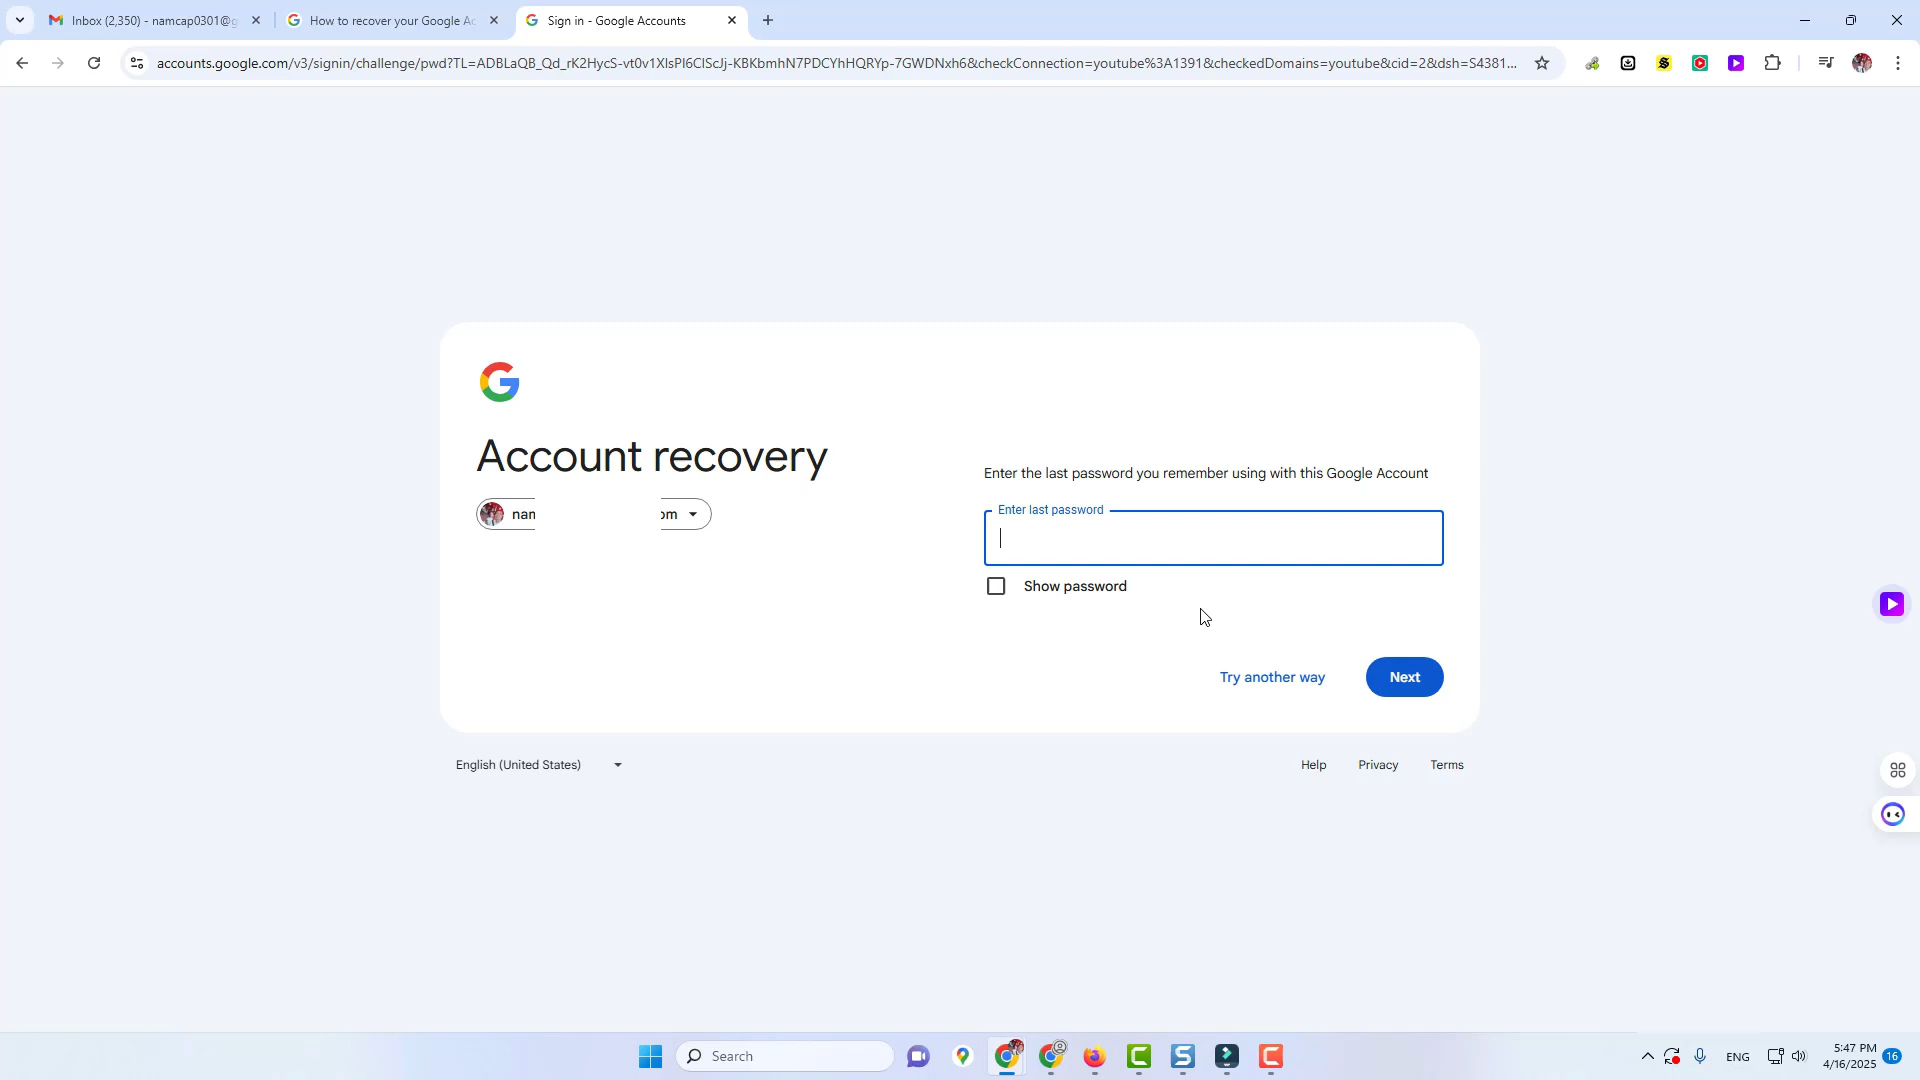 Inbox (2,350) - namcap0301@g
How to recover your Google Ac
Sign in - Google Accounts
accounts.google.com/v3/signin/challenge/pwd?TL=ADBLaQB_Qd_rK2HycS-vt0v1XIsPI6CIScJj-KBKbmhN7PDCYhHQRYp-7GWDNxh6&checkConnection=youtube%3A1391&checkedDomains=youtube&cid=2&dsh=S4381...
Account recovery
nam
om
Enter the last password you remember using with this Google Account
Enter last password
Show password
Try another way
Next
English (United States)
Help
Privacy
Terms
Search
ENG
5:47 PM
4/16/2025
16